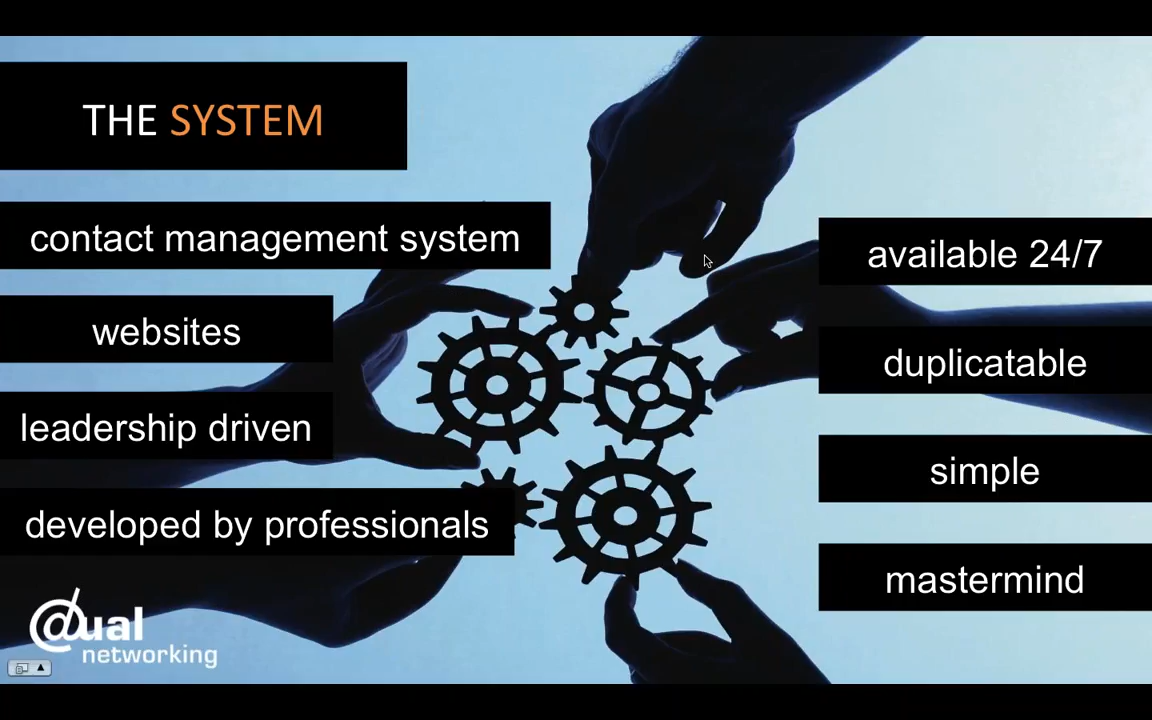 THE SYSTEM
contact management system
websites
leadership driven
developed by professionals
available 24/7
duplicatable
simple
mastermind
@ual
networking